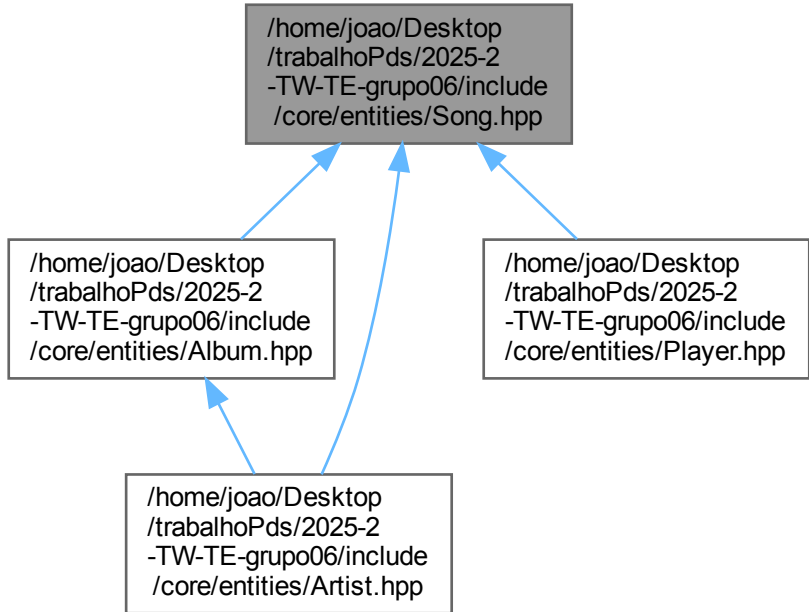 /home/joao/Desktop
/trabalhoPds/2025-2
-TW-TE-grupo06/include
/core/entities/Song.hpp
/home/joao/Desktop
/trabalhoPds/2025-2
-TW-TE-grupo06/include
/core/entities/Album.hpp
/home/joao/Desktop
/trabalhoPds/2025-2
-TW-TE-grupo06/include
/core/entities/Player.hpp
/home/joao/Desktop
/trabalhoPds/2025-2
-TW-TE-grupo06/include
/core/entities/Artist.hpp